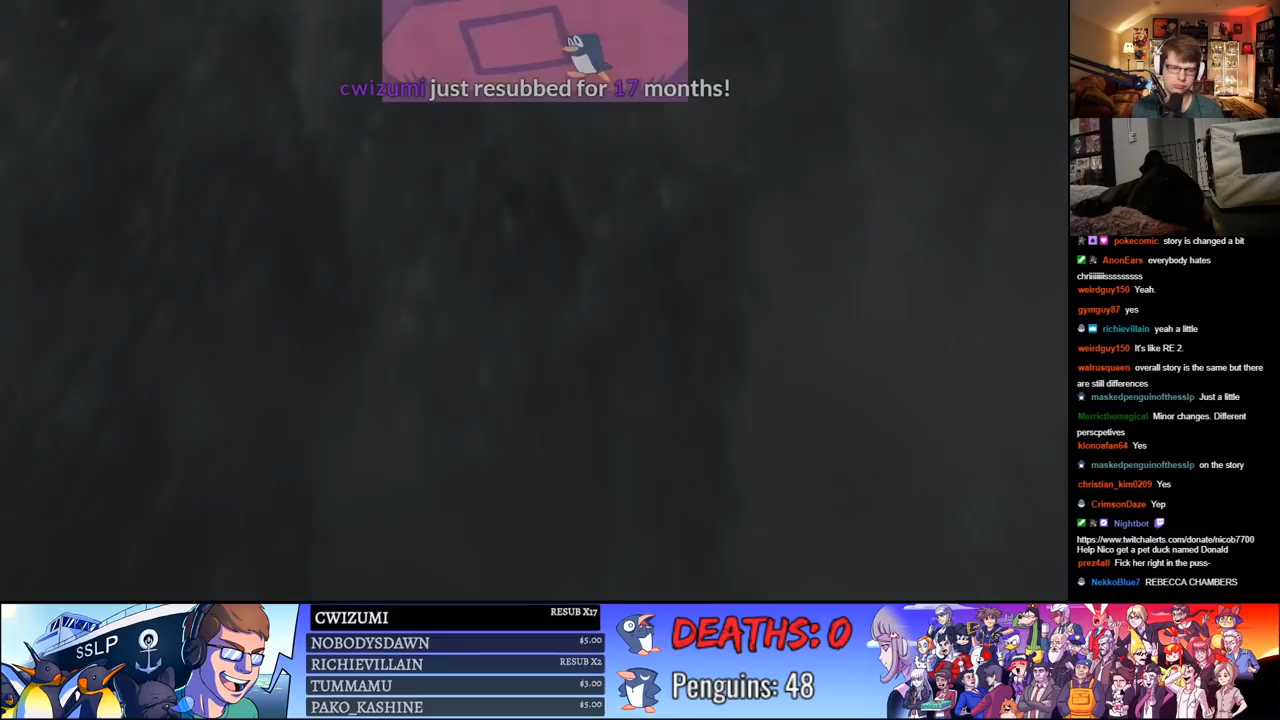 cwizumi just resubbed for 17 months!
pokecomic story is changed a bit
AnonEars everybody hates
chriiiiiiissssssssss
weirdguy150 Yeah.
gymguy87 yes
richievillain yeah a little
weirdguy150 It's like RE 2.
walrusqueen overall story is the same but there
are still differences
maskedpenguinofthesslp Just a little
Merricthemagical Minor changes. Different
perscpetives
klonoafan64 Yes
maskedpenguinofthesslp on the story
christian_kim0209 Yes
CrimsonDaze Yep
Nightbot
https://www.twitchalerts.com/donate/nicob7700
Help Nico get a pet duck named Donald
prez4all Fick her right in the puss-
NekkoBlue7 REBECCA CHAMBERS
SSLP
CWIZUMI RESUB X17
NOBODYSDAWN $5.00
RICHIEVILLAIN RESUB X2
TUMMAMU $3.00
PAKO_KASHINE $5.00
DEATHS: 0
Penguins: 48